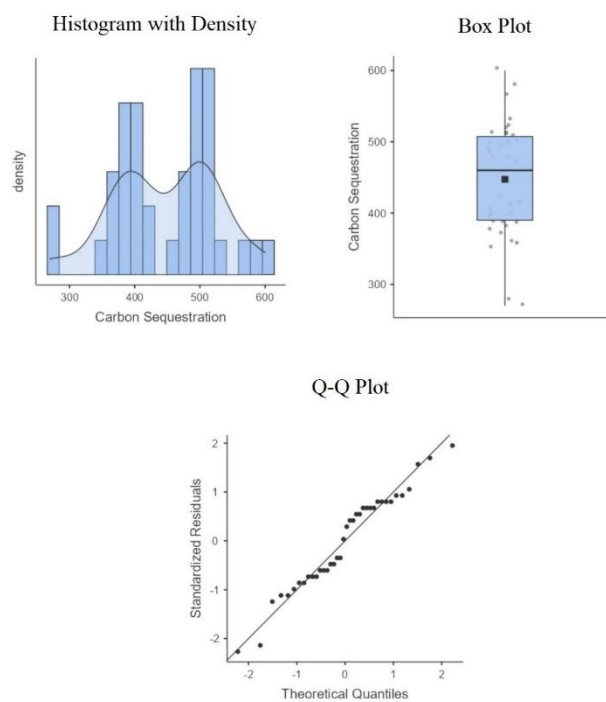 Histogram with Density
density
300
400
500
600
Carbon Sequestration
Box Plot
Carbon Sequestration
600
500
400
300
Q-Q Plot
Standardized Residuals
2
1
0
-1
-2
-2
-1
0
1
2
Theoretical Quantiles